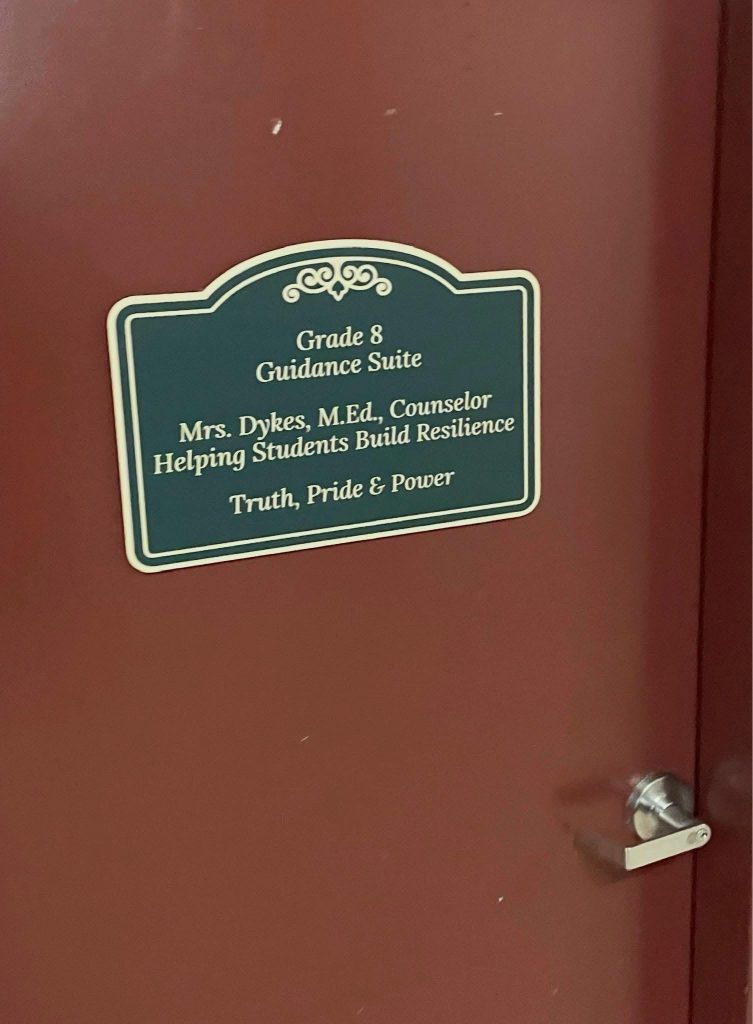 Grade 8
Guidance Suite
Mrs. Dykes, M.Ed., Counselor
Helping Students Build Resilience
Truth, Pride & Power